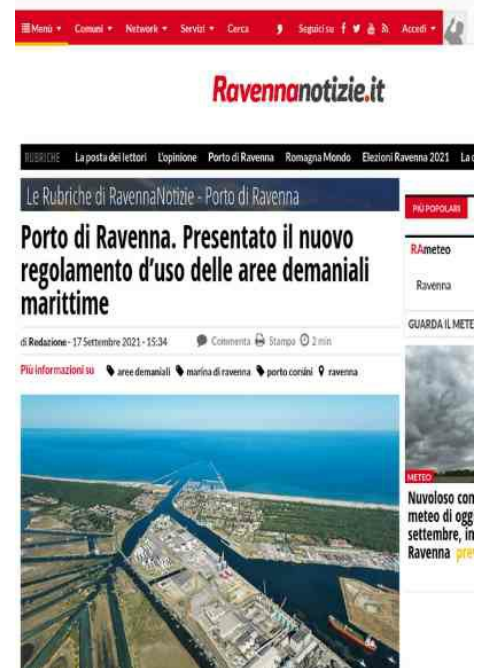 Menù Comuni Network Servizi Cerca Seguici su Accedi
Ravennanotizie.it
RUBRICHE La posta dei lettori L'opinione Porto di Ravenna Romagna Mondo Elezioni Ravenna 2021 La
Le Rubriche di RavennaNotizie - Porto di Ravenna
Porto di Ravenna. Presentato il nuovo
regolamento d'uso delle aree demaniali
marittime
di Redazione - 17 Settembre 2021 - 15:34 Commenta Stampa 2 min
Più informazioni su aree demaniali marina di ravenna porto corsini ravenna
PIÙ POPOLARI
RAmeteo
Ravenna
GUARDA IL METE
METEO
Nuvoloso con
meteo di ogg
settembre, in
Ravenna pre